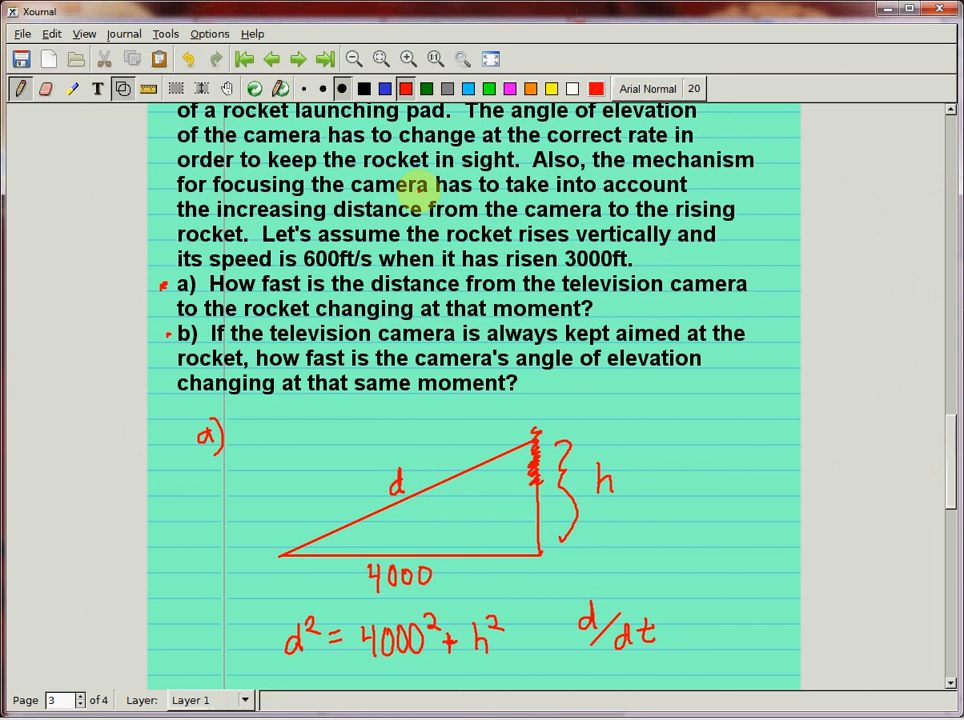 Xournal
File Edit View Journal Tools Options Help
T Arial Normal 20
of a rocket launching pad. The angle of elevation
of the camera has to change at the correct rate in
order to keep the rocket in sight. Also, the mechanism
for focusing the camera has to take into account
the increasing distance from the camera to the rising
rocket. Let's assume the rocket rises vertically and
its speed is 600ft/s when it has risen 3000ft.
a) How fast is the distance from the television camera
to the rocket changing at that moment?
b) If the television camera is always kept aimed at the
rocket, how fast is the camera's angle of elevation
changing at that same moment?
a)
d
h
4000
d² = 4000² + h² d/dt
Page 3 of 4 Layer: Layer 1